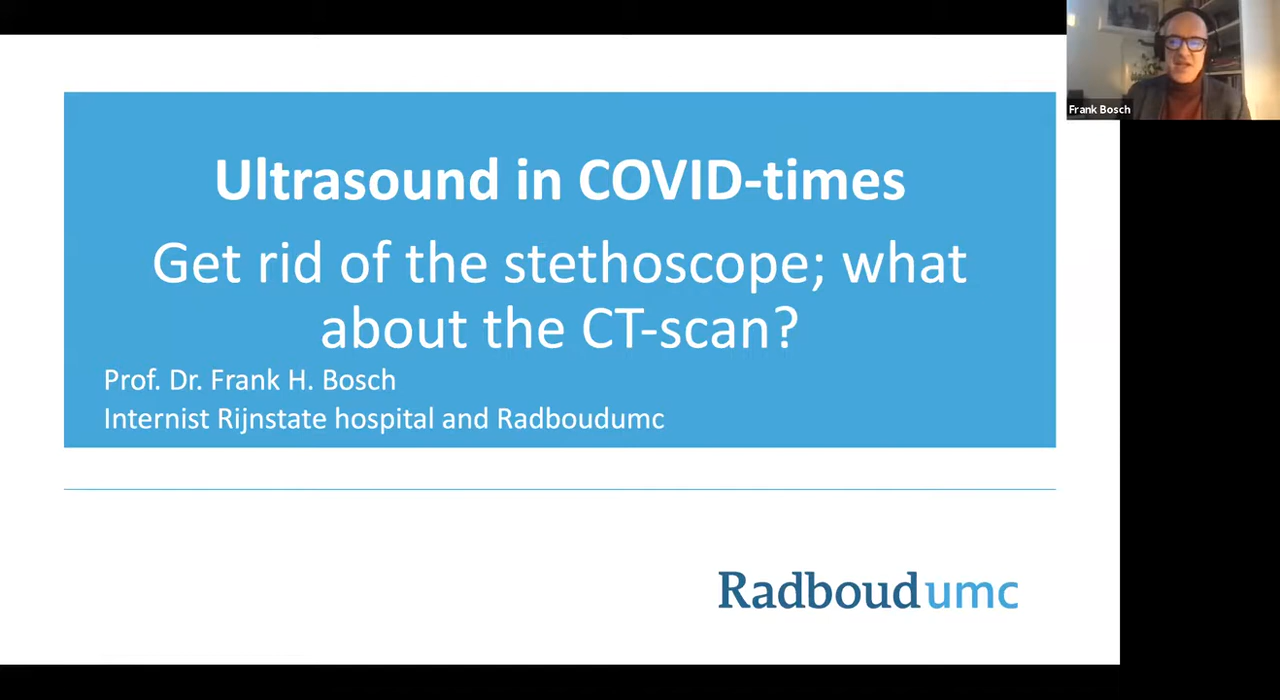 Ultrasound in COVID-times
Get rid of the stethoscope; what
about the CT-scan?
Prof. Dr. Frank H. Bosch
Internist Rijnstate hospital and Radboudumc
Radboudumc
Frank Bosch